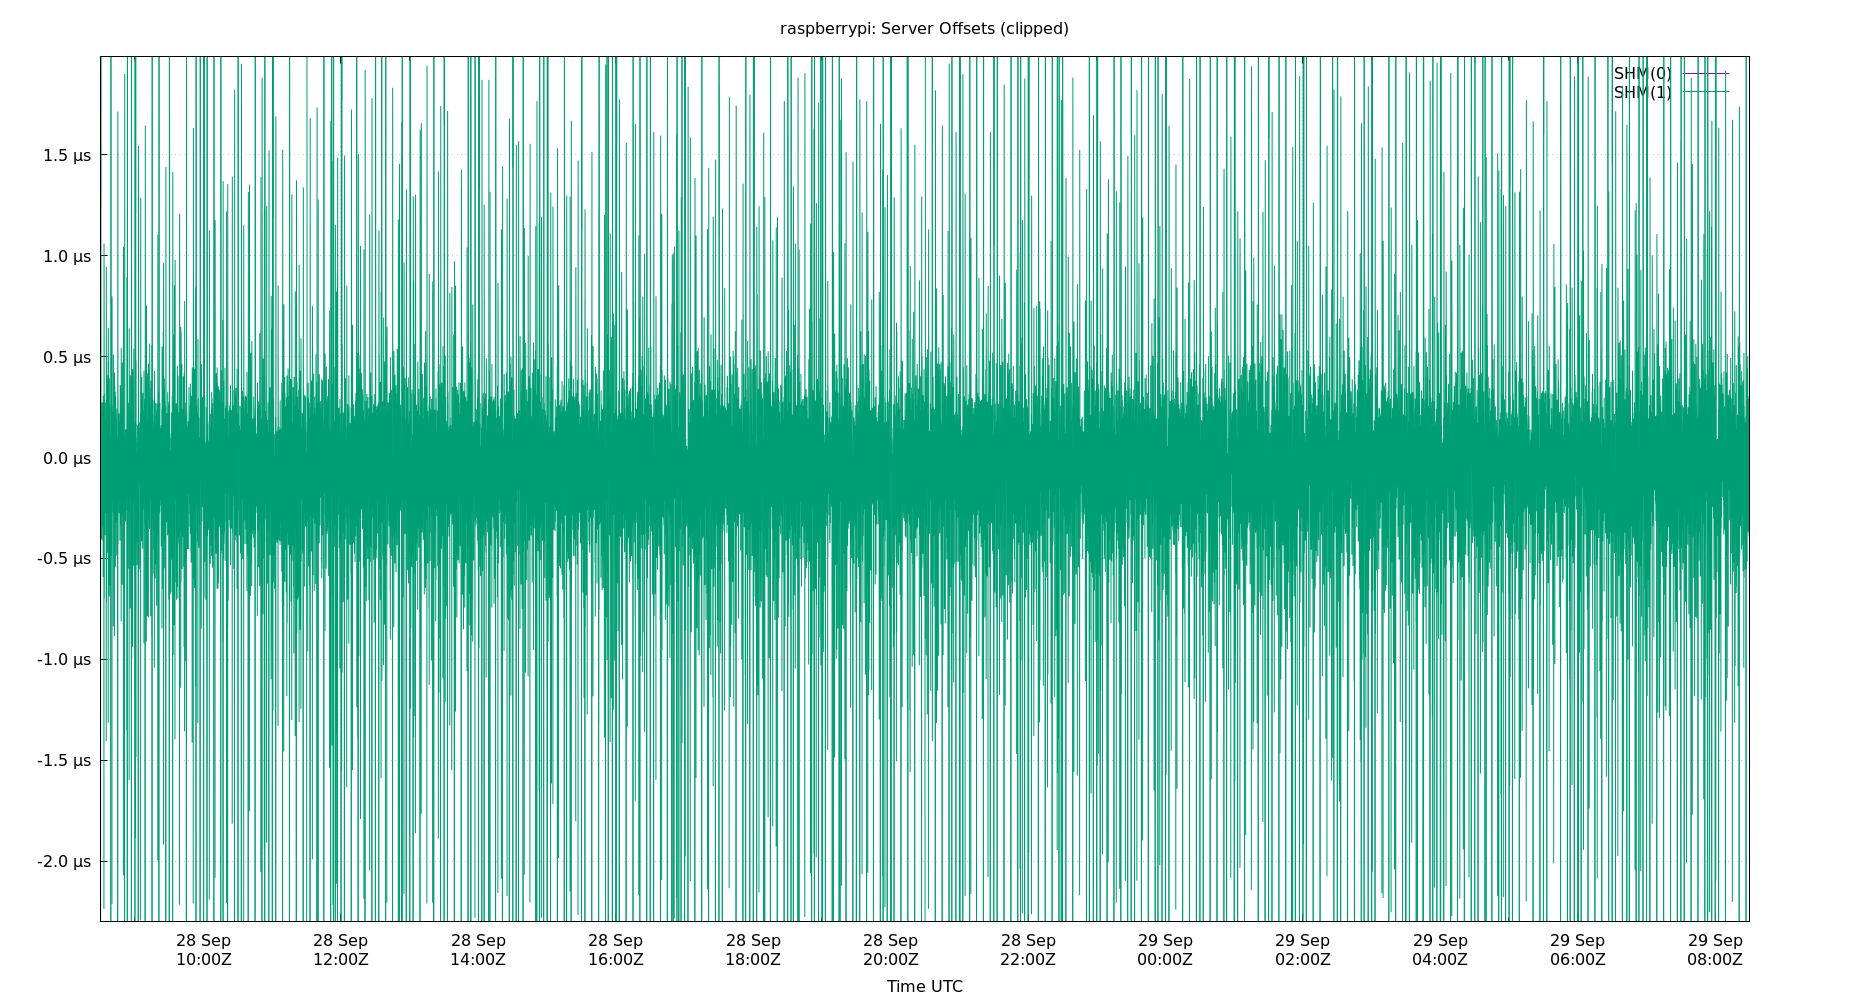 raspberrypi: Server Offsets (clipped)
SHM(0)
SHM(1)
1.5 µs
1.0 µs
0.5 µs
0.0 µs
-0.5 µs
-1.0 µs
-1.5 µs
-2.0 µs
28 Sep 28 Sep 28 Sep 28 Sep 28 Sep 28 Sep 28 Sep 29 Sep 29 Sep 29 Sep 29 Sep 29 Sep
10:00Z 12:00Z 14:00Z 16:00Z 18:00Z 20:00Z 22:00Z 00:00Z 02:00Z 04:00Z 06:00Z 08:00Z
Time UTC